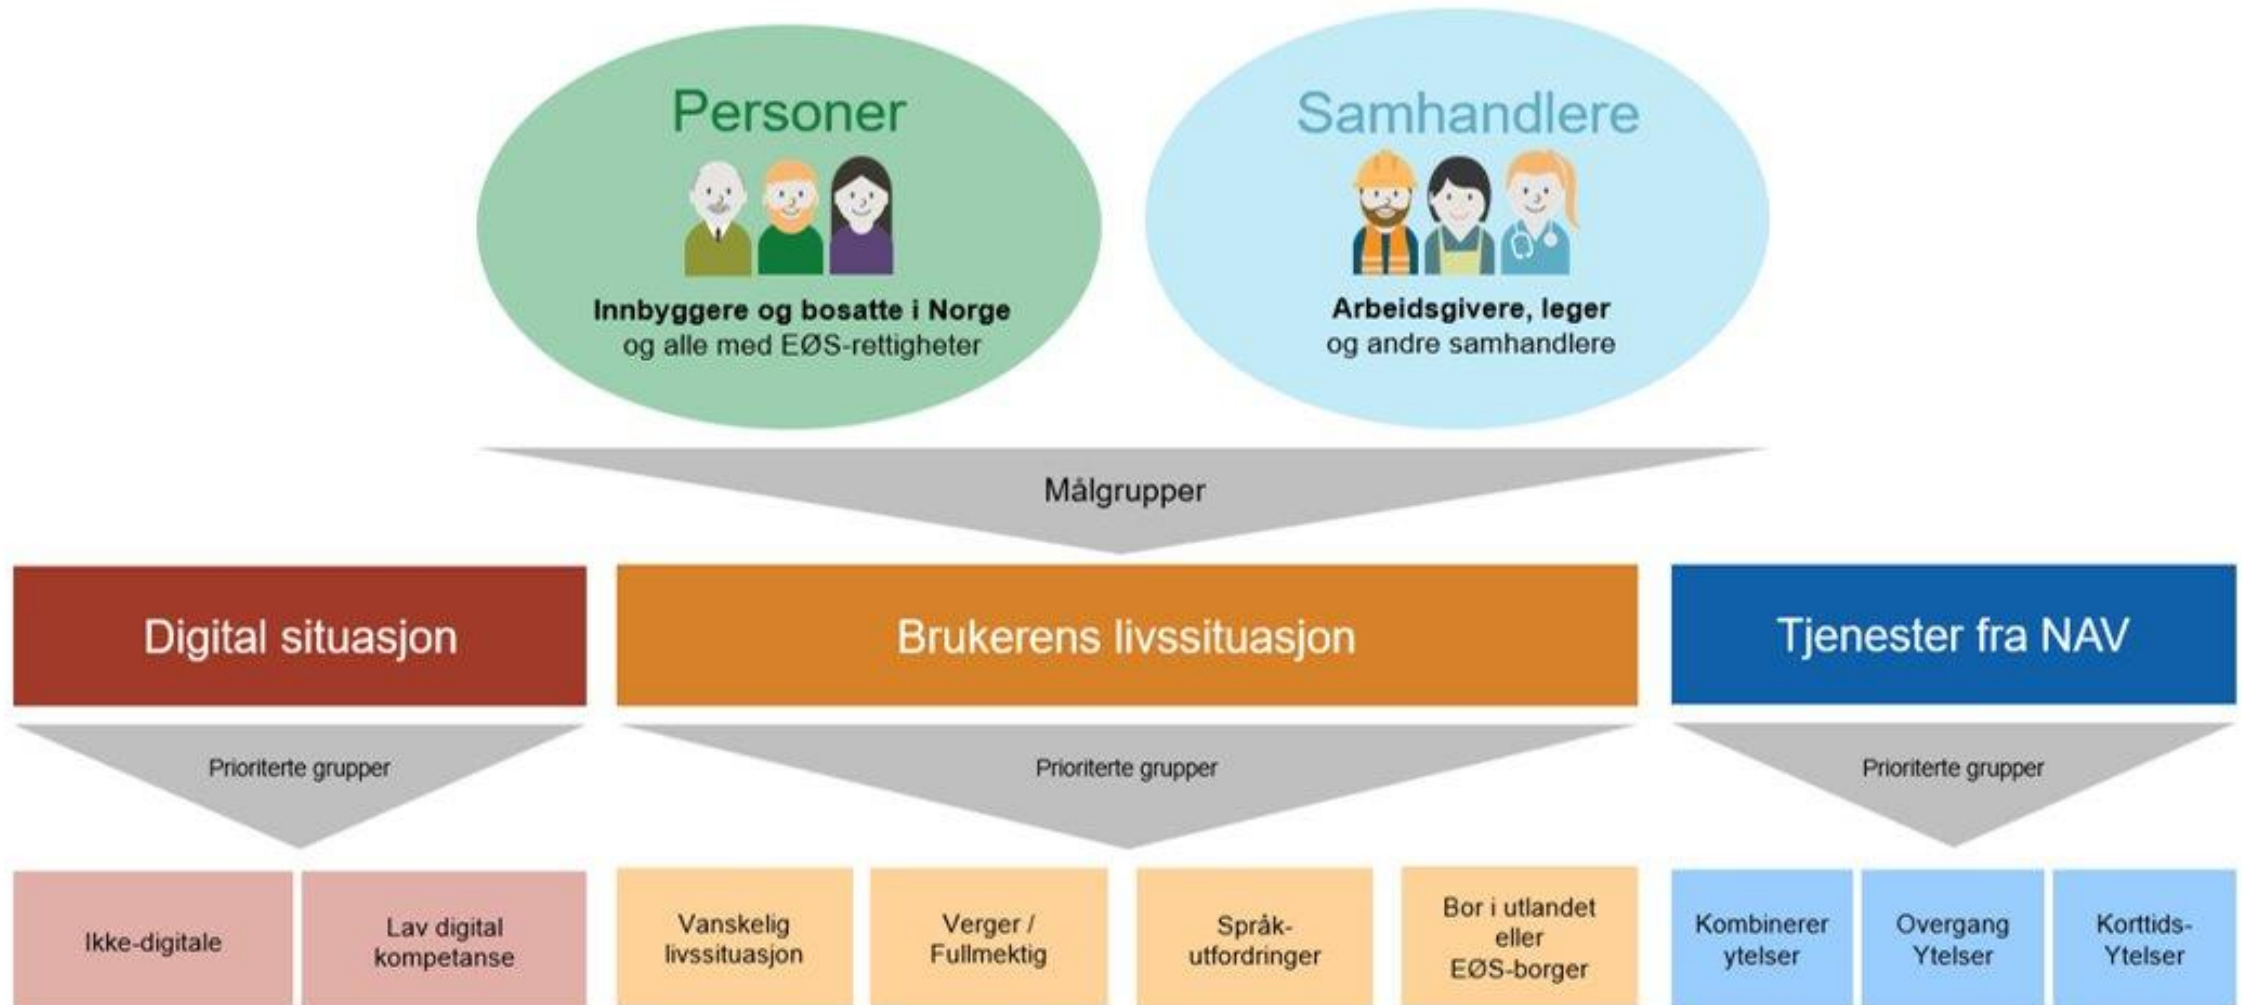 Personer
Innbyggere og bosatte i Norge
og alle med EØS-rettigheter
Samhandlere
Arbeidsgivere, leger
og andre samhandlere
Målgrupper
Digital situasjon
Brukerens livssituasjon
Tjenester fra NAV
Prioriterte grupper
Prioriterte grupper
Prioriterte grupper
Ikke-digitale
Lav digital
kompetanse
Vanskelig
livssituasjon
Verger /
Fullmektig
Språk-
utfordringer
Bor i utlandet
eller
EØS-borger
Kombinerer
ytelser
Overgang
Ytelser
Korttids-
Ytelser